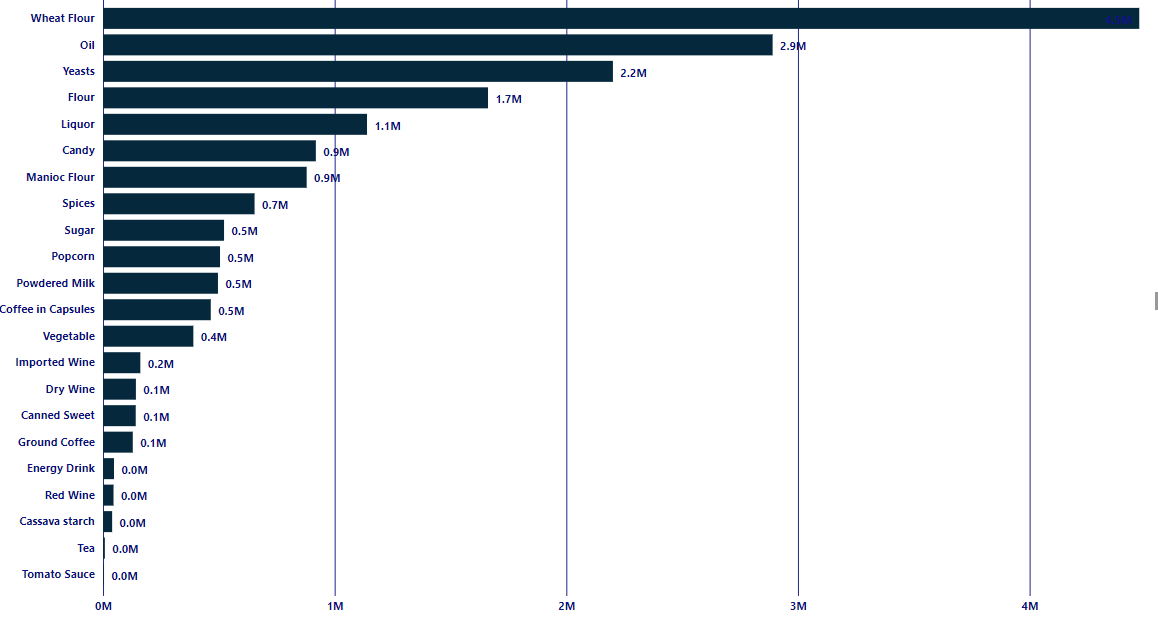 Wheat Flour
Oil 2.9M
Yeasts 2.2M
Flour 1.7M
Liquor 1.1M
Candy 0.9M
Manioc Flour 0.9M
Spices 0.7M
Sugar 0.5M
Popcorn 0.5M
Powdered Milk 0.5M
Coffee in Capsules 0.5M
Vegetable 0.4M
Imported Wine 0.2M
Dry Wine 0.1M
Canned Sweet 0.1M
Ground Coffee 0.1M
Energy Drink 0.0M
Red Wine 0.0M
Cassava starch 0.0M
Tea 0.0M
Tomato Sauce 0.0M
0M 1M 2M 3M 4M